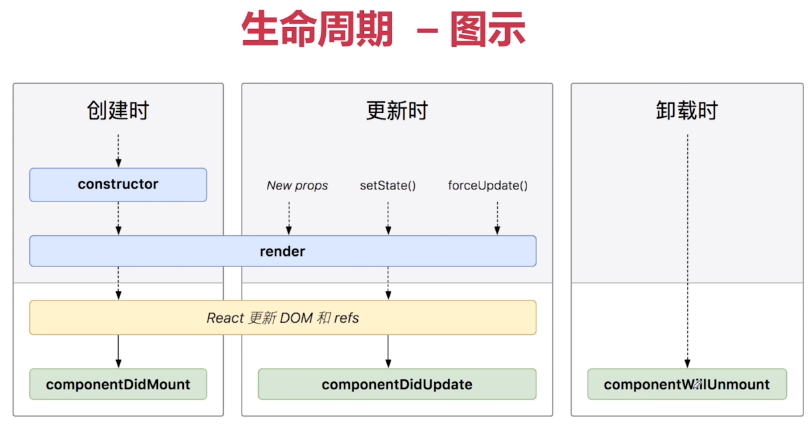 生命周期 – 图示
创建时
更新时
卸载时
constructor
New props
setState()
forceUpdate()
render
React 更新 DOM 和 refs
componentDidMount
componentDidUpdate
componentWillUnmount